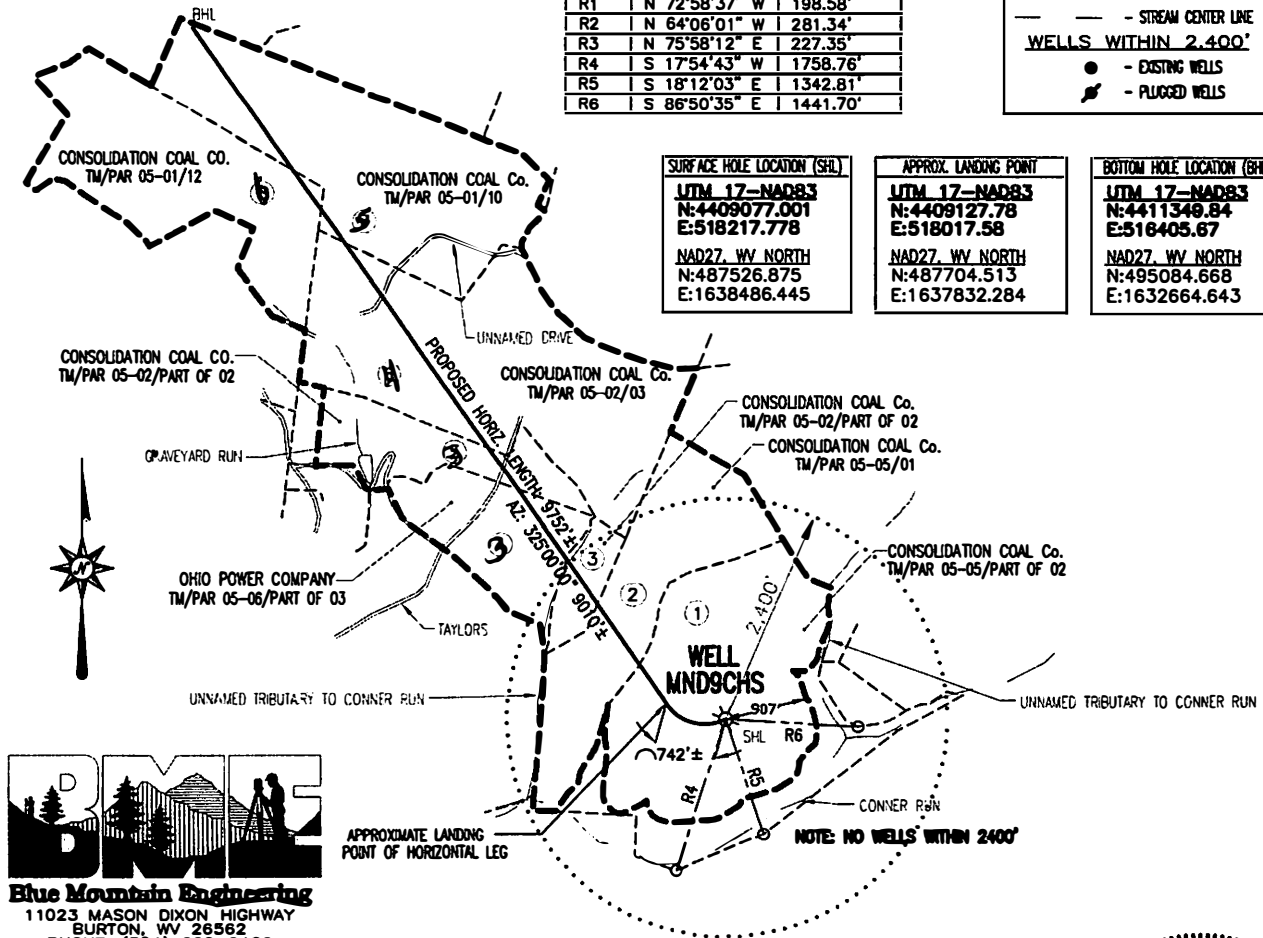 BHL
R1 N 72°58'37" W 198.58'
R2 N 64°06'01" W 281.34'
R3 N 75°58'12" E 227.35'
R4 S 17°54'43" W 1758.76'
R5 S 18°12'03" E 1342.81'
R6 S 86°50'35" E 1441.70'
- STREAM CENTER LINE
WELLS WITHIN 2,400'
- EXISTING WELLS
- PLUGGED WELLS
SURFACE HOLE LOCATION (SHL)
UTM 17-NAD83
N:4409077.001
E:518217.778
NAD27, WV NORTH
N:487526.875
E:1638486.445
APPROX. LANDING POINT
UTM 17-NAD83
N:4409127.78
E:518017.58
NAD27, WV NORTH
N:487704.513
E:1637832.284
BOTTOM HOLE LOCATION (BHL
UTM 17-NAD83
N:4411349.84
E:516405.67
NAD27, WV NORTH
N:495084.668
E:1632664.643
CONSOLIDATION COAL CO.
TM/PAR 05-01/12
CONSOLIDATION COAL Co.
TM/PAR 05-01/10
UNNAMED DRIVE
CONSOLIDATION COAL CO.
TM/PAR 05-02/PART OF 02
CONSOLIDATION COAL Co.
TM/PAR 05-02/03
PROPOSED HORIZ. LENGTH: 9752'±
AZ: 325°00'00" 9010'±
CONSOLIDATION COAL Co.
TM/PAR 05-02/PART OF 02
CONSOLIDATION COAL Co.
TM/PAR 05-05/01
GRAVEYARD RUN
N
OHIO POWER COMPANY
TM/PAR 05-06/PART OF 03
TAYLORS
CONSOLIDATION COAL Co.
TM/PAR 05-05/PART OF 02
3
2
1
2,400'
WELL
MND9CHS
UNNAMED TRIBUTARY TO CONNER RUN
907
UNNAMED TRIBUTARY TO CONNER RUN
SHL
R6
742'±
R4
R5
CONNER RUN
NOTE: NO WELLS WITHIN 2400'
APPROXIMATE LANDING
POINT OF HORIZONTAL LEG
BME
Blue Mountain Engineering
11023 MASON DIXON HIGHWAY
BURTON, WV 26562